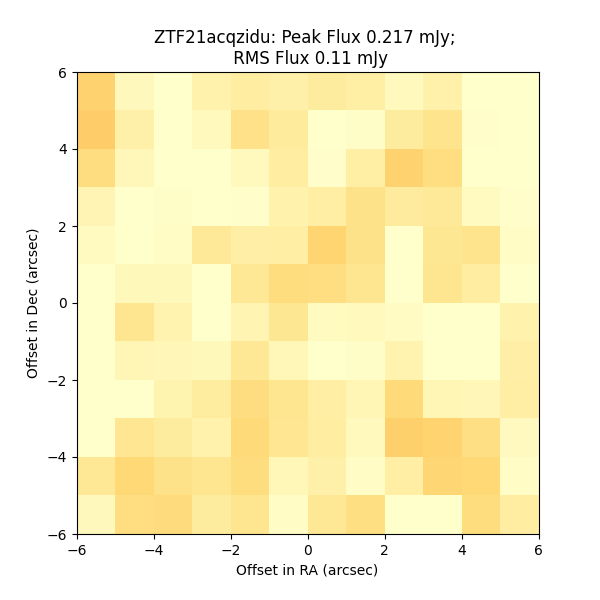 ZTF21acqzidu: Peak Flux 0.217 mJy;
RMS Flux 0.11 mJy
6
4
2
0
−2
−4
−6
Offset in Dec (arcsec)
−6 −4 −2 0 2 4 6
Offset in RA (arcsec)